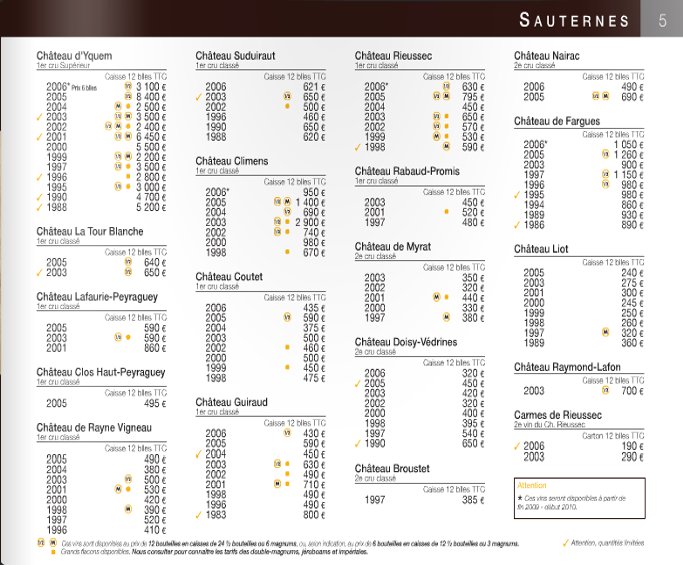 SAUTERNES 5
Château d'Yquem
1er cru Supérieur
Caisse 12 blles TTC
2006* Prix 6 blles 1/2 3 100 €
2005 1/2 8 400 €
2004 M 2 500 €
✓ 2003 1/2 M 3 500 €
2002 1/2 M 2 400 €
✓ 2001 1/2 M 6 450 €
2000 5 500 €
1999 1/2 M 2 200 €
1997 1/2 3 500 €
✓ 1996 2 800 €
1995 1/2 3 000 €
✓ 1990 4 700 €
✓ 1988 5 200 €
Château La Tour Blanche
1er cru classé
Caisse 12 blles TTC
2005 1/2 640 €
✓ 2003 1/2 650 €
Château Lafaurie-Peyraguey
1er cru classé
Caisse 12 blles TTC
2005 590 €
2003 1/2 590 €
2001 860 €
Château Clos Haut-Peyraguey
1er cru classé
Caisse 12 blles TTC
2005 495 €
Château de Rayne Vigneau
1er cru classé
Caisse 12 blles TTC
2005 490 €
2004 380 €
2003 1/2 500 €
2001 M 530 €
2000 420 €
1998 M 390 €
1997 520 €
1996 410 €
Château Suduiraut
1er cru classé
Caisse 12 blles TTC
2006 621 €
✓ 2003 1/2 650 €
2002 500 €
1996 460 €
1990 650 €
1988 620 €
Château Climens
1er cru classé
Caisse 12 blles TTC
2006* 950 €
2005 1/2 M 1 400 €
2004 1/2 690 €
2003 1/2 2 900 €
2002 1/2 740 €
2000 980 €
1998 670 €
Château Coutet
1er cru classé
Caisse 12 blles TTC
2006 435 €
2005 1/2 590 €
2004 375 €
2003 500 €
2002 460 €
2000 500 €
1999 450 €
1998 475 €
Château Guiraud
1er cru classé
Caisse 12 blles TTC
2006 1/2 430 €
2005 590 €
✓ 2004 450 €
2003 1/2 630 €
2002 490 €
2001 M 710 €
1998 490 €
1996 490 €
✓ 1983 800 €
Château Rieussec
1er cru classé
Caisse 12 blles TTC
2006* 1/2 630 €
2005 1/2 M 795 €
2004 450 €
2003 1/2 650 €
2002 1/2 570 €
1999 M 530 €
✓ 1998 M 590 €
Château Rabaud-Promis
1er cru classé
Caisse 12 blles TTC
2003 450 €
2001 520 €
1997 480 €
Château de Myrat
2e cru classé
Caisse 12 blles TTC
2003 350 €
2002 320 €
2001 M 440 €
2000 330 €
1997 M 380 €
Château Doisy-Védrines
2e cru classé
Caisse 12 blles TTC
2006 320 €
✓ 2005 450 €
2003 420 €
2002 320 €
2000 400 €
1998 395 €
1997 540 €
✓ 1990 650 €
Château Broustet
2e cru classé
Caisse 12 blles TTC
1997 385 €
Château Nairac
2e cru classé
Caisse 12 blles TTC
2006 490 €
2005 1/2 M 690 €
Château de Fargues
Caisse 12 blles TTC
2006* 1 050 €
2005 1/2 1 260 €
2003 900 €
1997 1/2 1 150 €
1996 1/2 980 €
✓ 1995 980 €
1994 860 €
1989 930 €
✓ 1986 890 €
Château Liot
Caisse 12 blles TTC
2005 240 €
2003 275 €
2001 300 €
2000 245 €
1999 250 €
1998 260 €
1997 M 320 €
1989 360 €
Château Raymond-Lafon
Caisse 12 blles TTC
2003 1/2 700 €
Carmes de Rieussec
2e vin du Ch. Rieussec
Carton 12 blles TTC
✓ 2006 190 €
2003 290 €
Attention
* Ces vins seront disponibles à partir de
fin 2009 - début 2010.
1/2 M Ces vins sont disponibles au prix de 12 bouteilles en caisses de 24 ½ bouteilles ou 6 magnums, ou, selon indication, au prix de 6 bouteilles en caisses de 12 ½ bouteilles ou 3 magnums.
Grands flacons disponibles. Nous consulter pour connaître les tarifs des double-magnums, jéroboams et impériales.
✓ Attention, quantités limitées